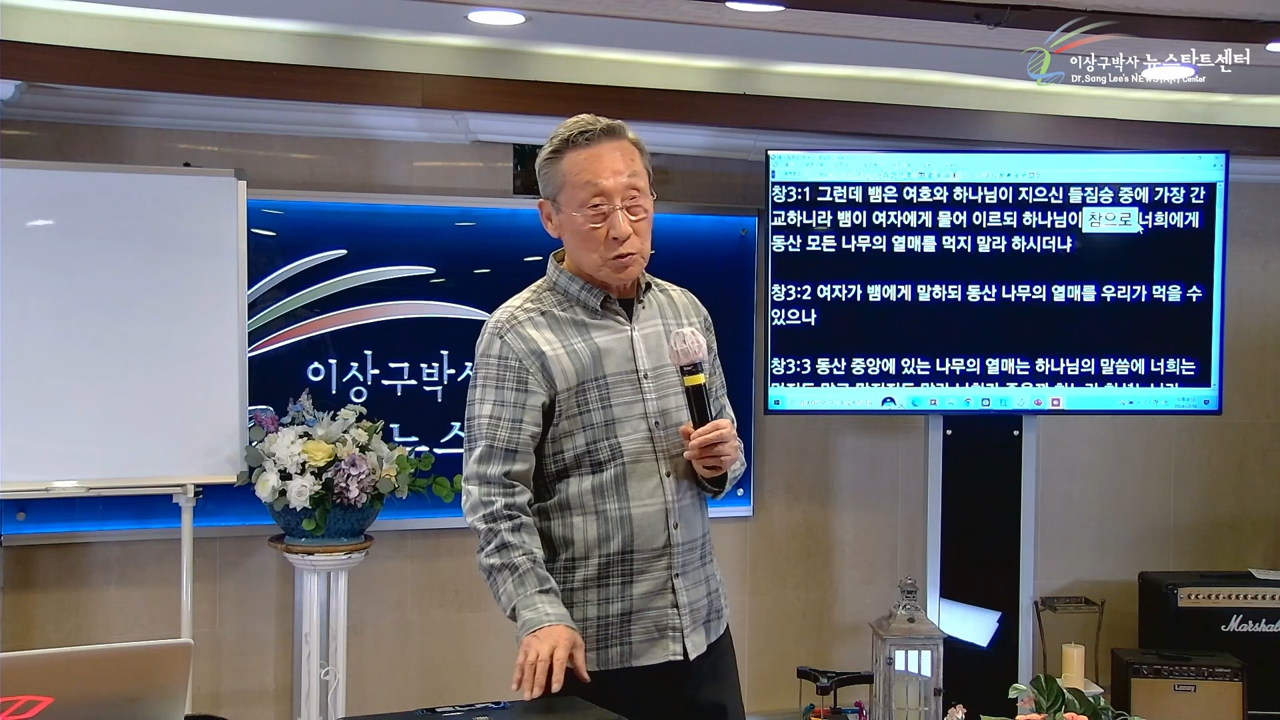 이상구박사 뉴스타트센터
Dr. Sang Lee's NEWSTART Center
창3:1 그런데 뱀은 여호와 하나님이 지으신 들짐승 중에 가장 간
교하니라 뱀이 여자에게 물어 이르되 하나님이 참으로 너희에게
동산 모든 나무의 열매를 먹지 말라 하시더냐
창3:2 여자가 뱀에게 말하되 동산 나무의 열매를 우리가 먹을 수
있으나
창3:3 동산 중앙에 있는 나무의 열매는 하나님의 말씀에 너희는
이상구박사
뉴스
Marshall
Laney